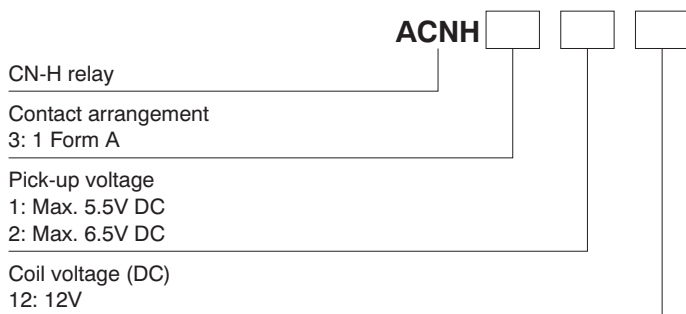 ACNH
CN-H relay
Contact arrangement
3: 1 Form A
Pick-up voltage
1: Max. 5.5V DC
2: Max. 6.5V DC
Coil voltage (DC)
12: 12V